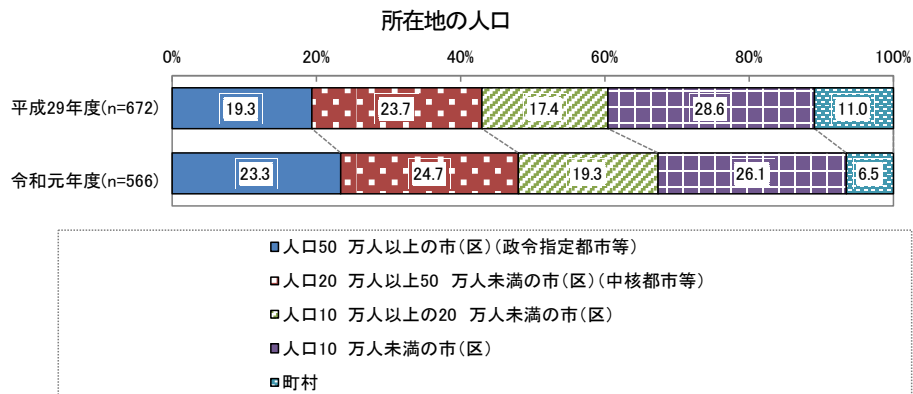 所在地の人口
0% 20% 40% 60% 80% 100%
平成29年度(n=672) 19.3 23.7 17.4 28.6 11.0
令和元年度(n=566) 23.3 24.7 19.3 26.1 6.5
人口50 万人以上の市(区)(政令指定都市等)
人口20 万人以上50 万人未満の市(区)(中核都市等)
人口10 万人以上の20 万人未満の市(区)
人口10 万人未満の市(区)
町村